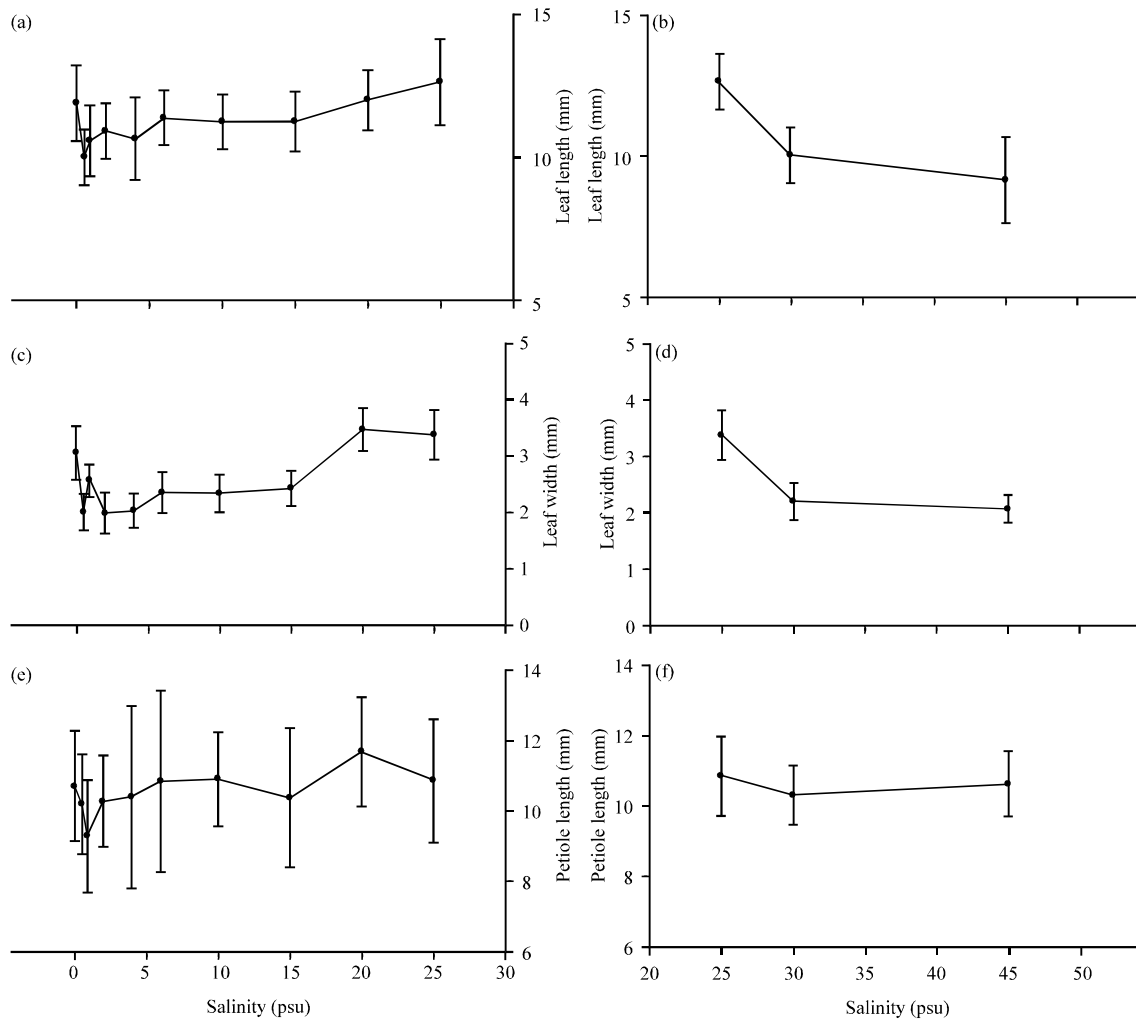 (a)
15
10
5
Leaf length (mm)
(b)
15
10
5
Leaf length (mm)
(c)
5
4
3
2
1
0
Leaf width (mm)
(d)
5
4
3
2
1
0
Leaf width (mm)
(e)
14
12
10
8
6
Petiole length (mm)
0 5 10 15 20 25 30
Salinity (psu)
(f)
14
12
10
8
6
Petiole length (mm)
20 25 30 35 40 45 50
Salinity (psu)